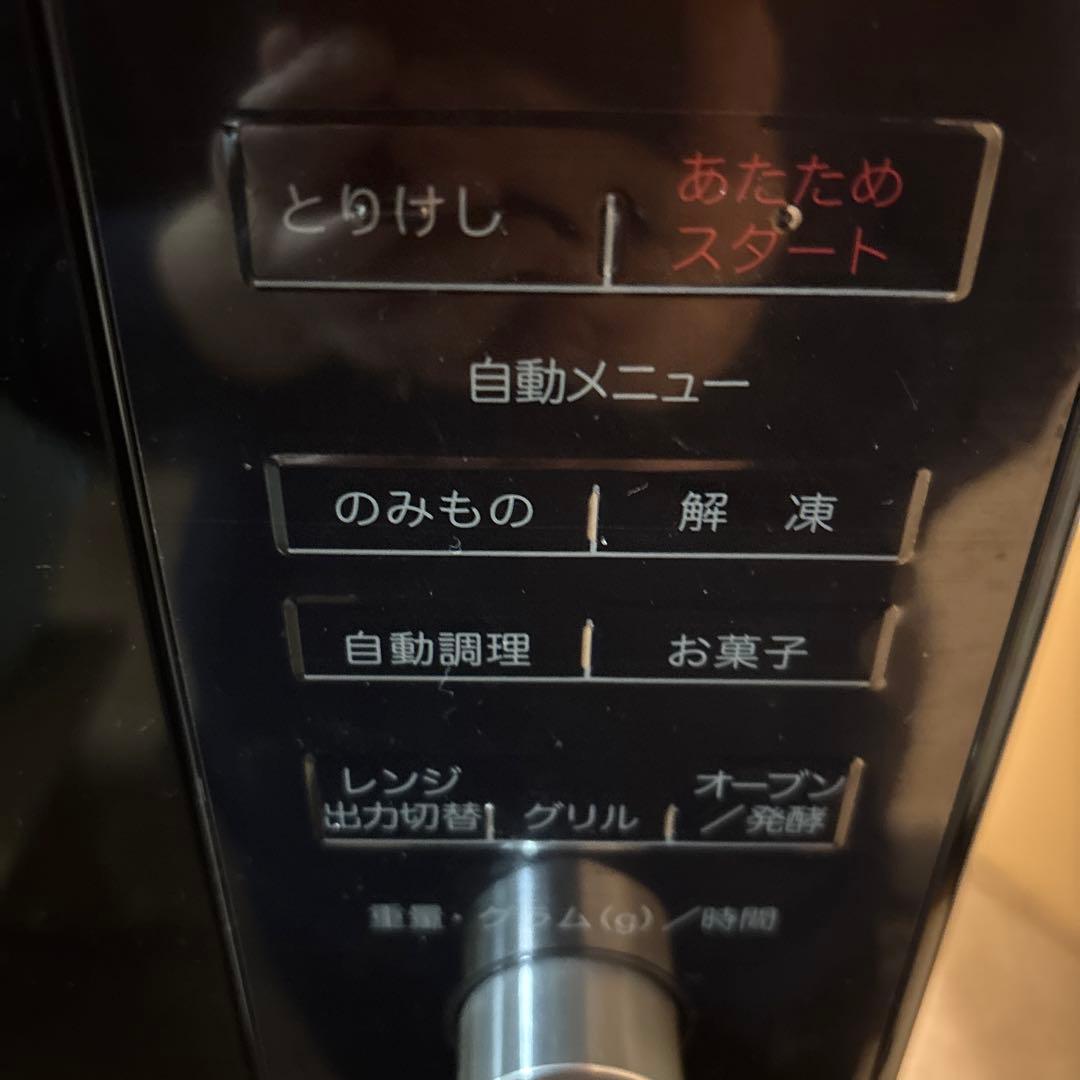 とりけし
あたため
スタート
自動メニュー
のみもの
解 凍
自動調理
お菓子
レンジ
出力切替
グリル
オーブン
／発酵
重量・グラム(g)／時間